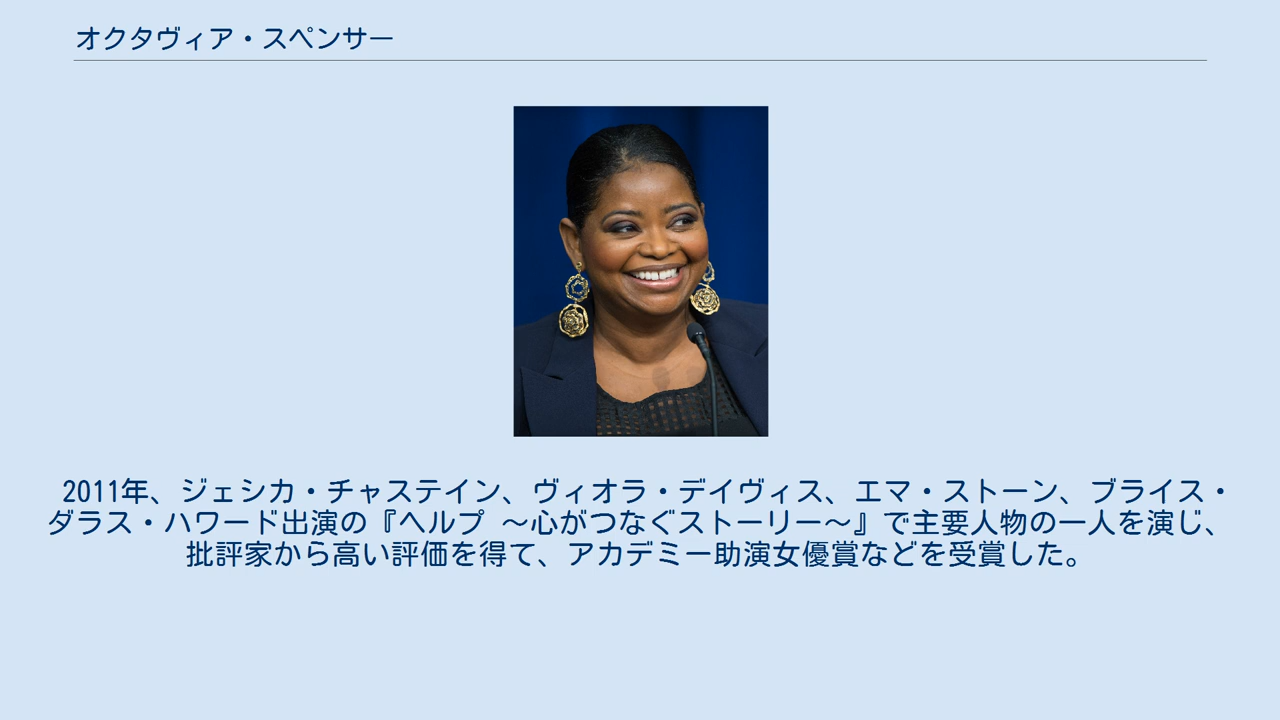 オクタヴィア・スペンサー
2011年、ジェシカ・チャステイン、ヴィオラ・デイヴィス、エマ・ストーン、ブライス・
ダラス・ハワード出演の『ヘルプ ～心がつなぐストーリー～』で主要人物の一人を演じ、
批評家から高い評価を得て、アカデミー助演女優賞などを受賞した。